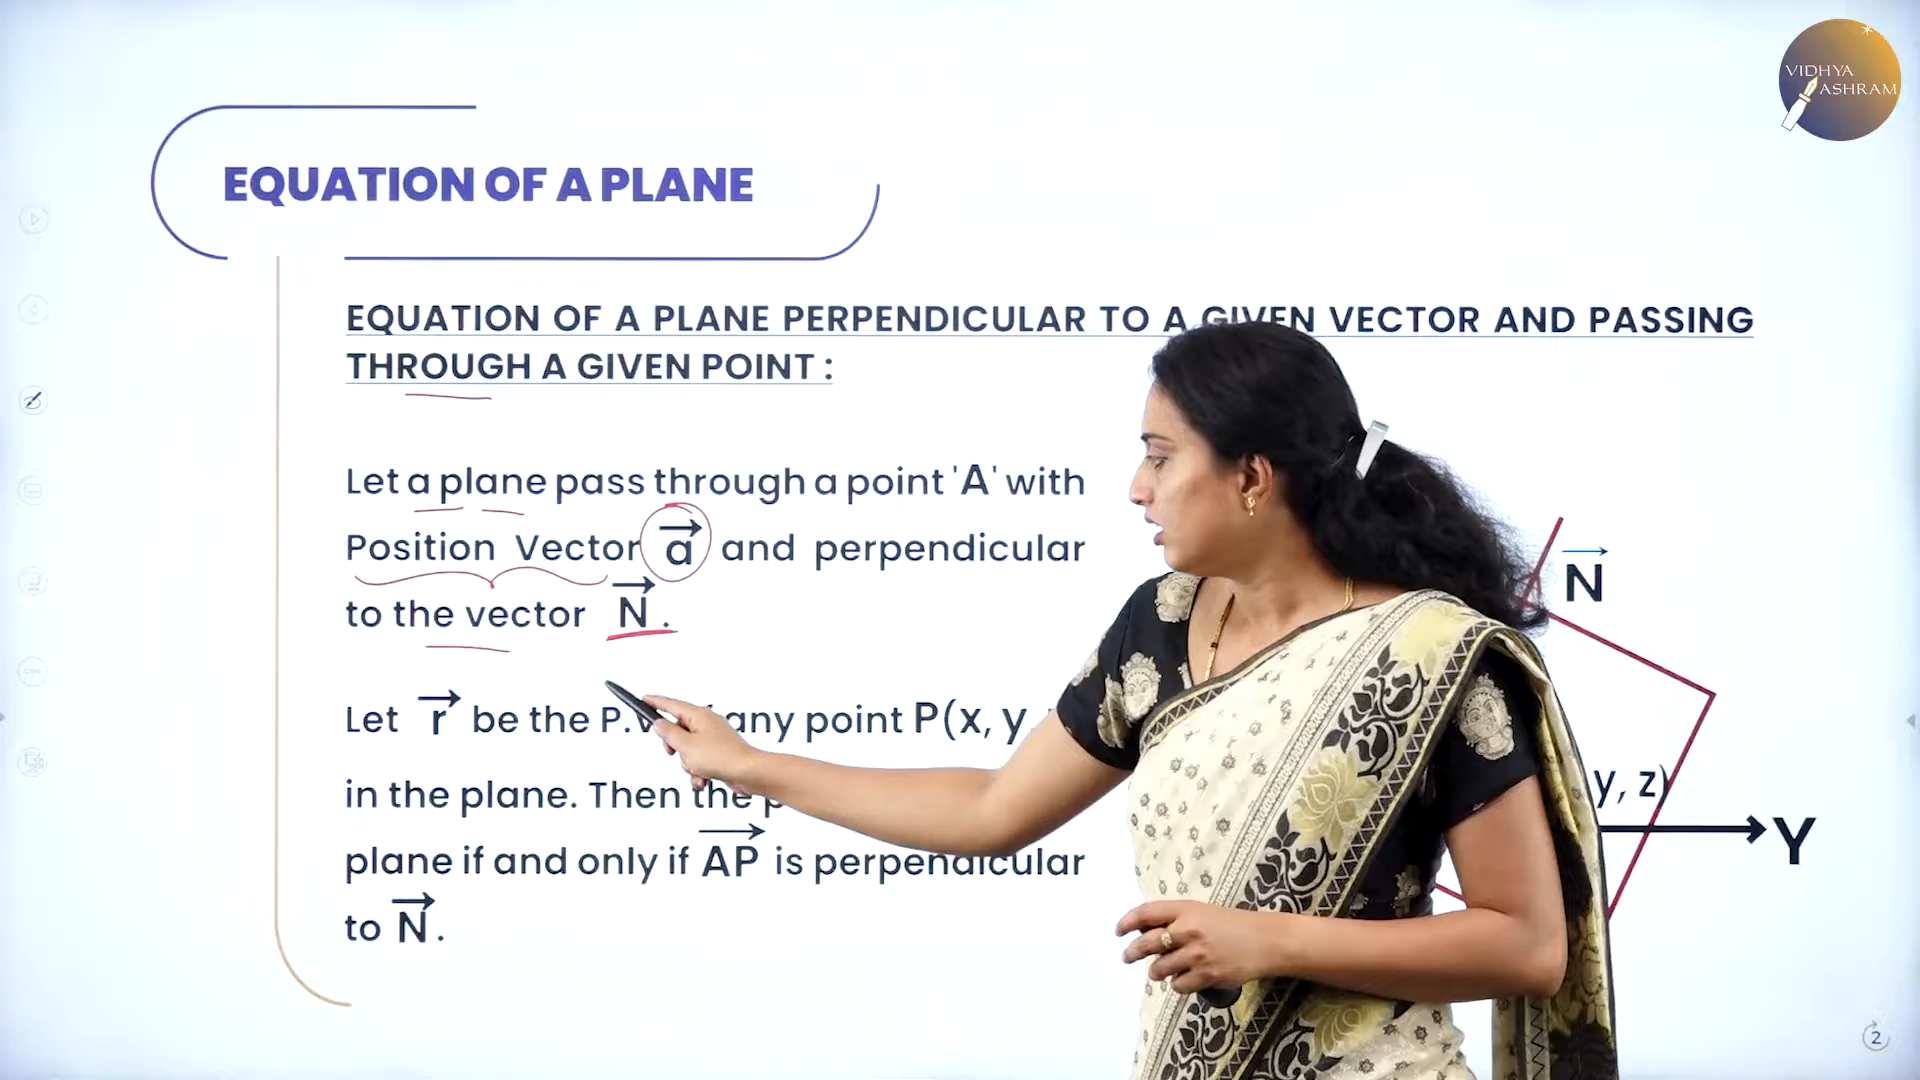 VIDHYA
ASHRAM
EQUATION OF A PLANE
EQUATION OF A PLANE PERPENDICULAR TO A GIVEN VECTOR AND PASSING
THROUGH A GIVEN POINT :
Let a plane pass through a point 'A' with
Position Vector a⃗ and perpendicular
to the vector N⃗ .
Let r⃗ be the any point P(x, y
in the plane. Then the
plane if and only if AP⃗ is perpendicular
to N⃗ .
N⃗
y, z)
Y
2